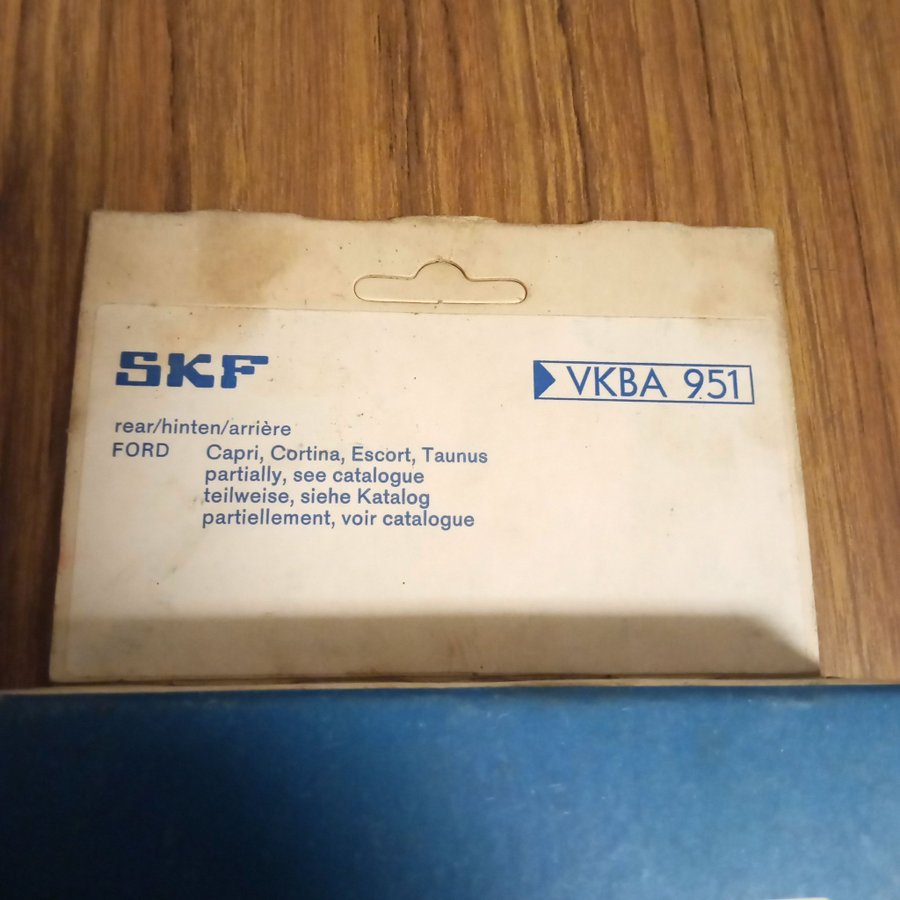 SKF
VKBA 951
rear/hinten/arrière
FORD Capri, Cortina, Escort, Taunus
partially, see catalogue
teilweise, siehe Katalog
partiellement, voir catalogue